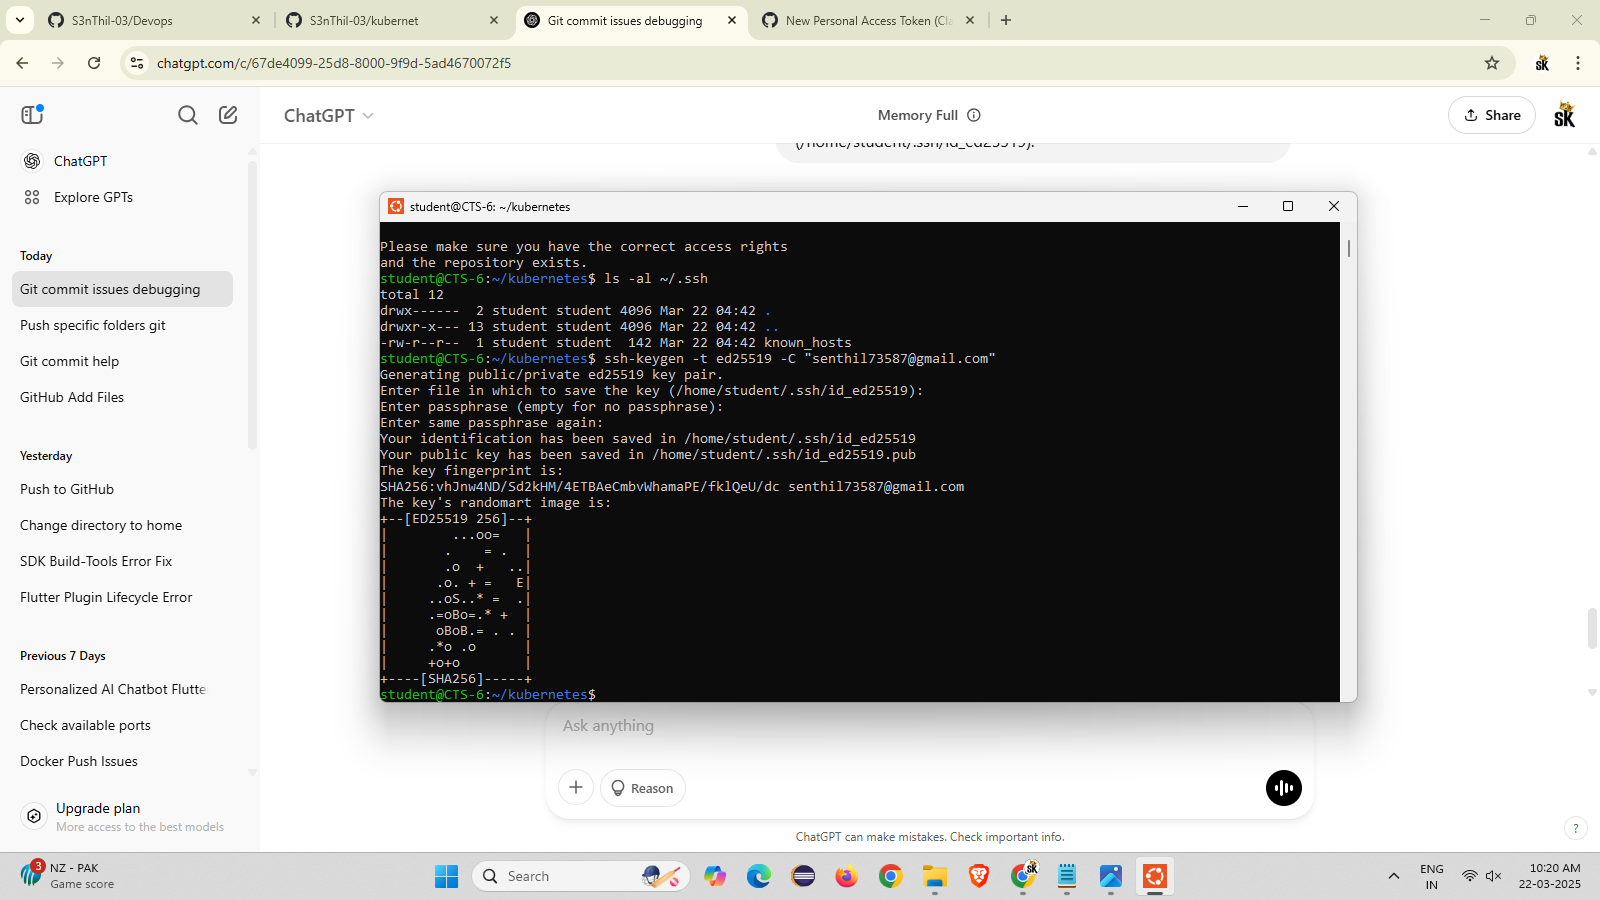 S3nThil-03/Devops
S3nThil-03/kubernet
Git commit issues debugging
New Personal Access Token (Cla
chatgpt.com/c/67de4099-25d8-8000-9f9d-5ad4670072f5
SK
ChatGPT
Memory Full
Share
SK
ChatGPT
Explore GPTs
Today
Git commit issues debugging
Push specific folders git
Git commit help
GitHub Add Files
Yesterday
Push to GitHub
Change directory to home
SDK Build-Tools Error Fix
Flutter Plugin Lifecycle Error
Previous 7 Days
Personalized AI Chatbot Flutte
Check available ports
Docker Push Issues
Upgrade plan
More access to the best models
(/home/student/.ssh/id_ed25519):
student@CTS-6: ~/kubernetes
Please make sure you have the correct access rights
and the repository exists.
student@CTS-6:~/kubernetes$ ls -al ~/.ssh
total 12
drwx------  2 student student 4096 Mar 22 04:42 .
drwxr-x--- 13 student student 4096 Mar 22 04:42 ..
-rw-r--r--  1 student student  142 Mar 22 04:42 known_hosts
student@CTS-6:~/kubernetes$ ssh-keygen -t ed25519 -C "senthil73587@gmail.com"
Generating public/private ed25519 key pair.
Enter file in which to save the key (/home/student/.ssh/id_ed25519):
Enter passphrase (empty for no passphrase):
Enter same passphrase again:
Your identification has been saved in /home/student/.ssh/id_ed25519
Your public key has been saved in /home/student/.ssh/id_ed25519.pub
The key fingerprint is:
SHA256:vhJnw4ND/Sd2kHM/4ETBAeCmbvWhamaPE/fklQeU/dc senthil73587@gmail.com
The key's randomart image is:
+--[ED25519 256]--+
|        ...oo=   |
|       .    = .  |
|       .o  +   ..|
|      .o. + =   E|
|     ..oS..* =  .|
|     .=oBo=.* +  |
|      oBoB.= . . |
|     .*o .o      |
|     +o+o        |
+----[SHA256]-----+
student@CTS-6:~/kubernetes$
Ask anything
Reason
ChatGPT can make mistakes. Check important info.
?
3
NZ - PAK
Game score
Search
SK
ENG
IN
10:20 AM
22-03-2025